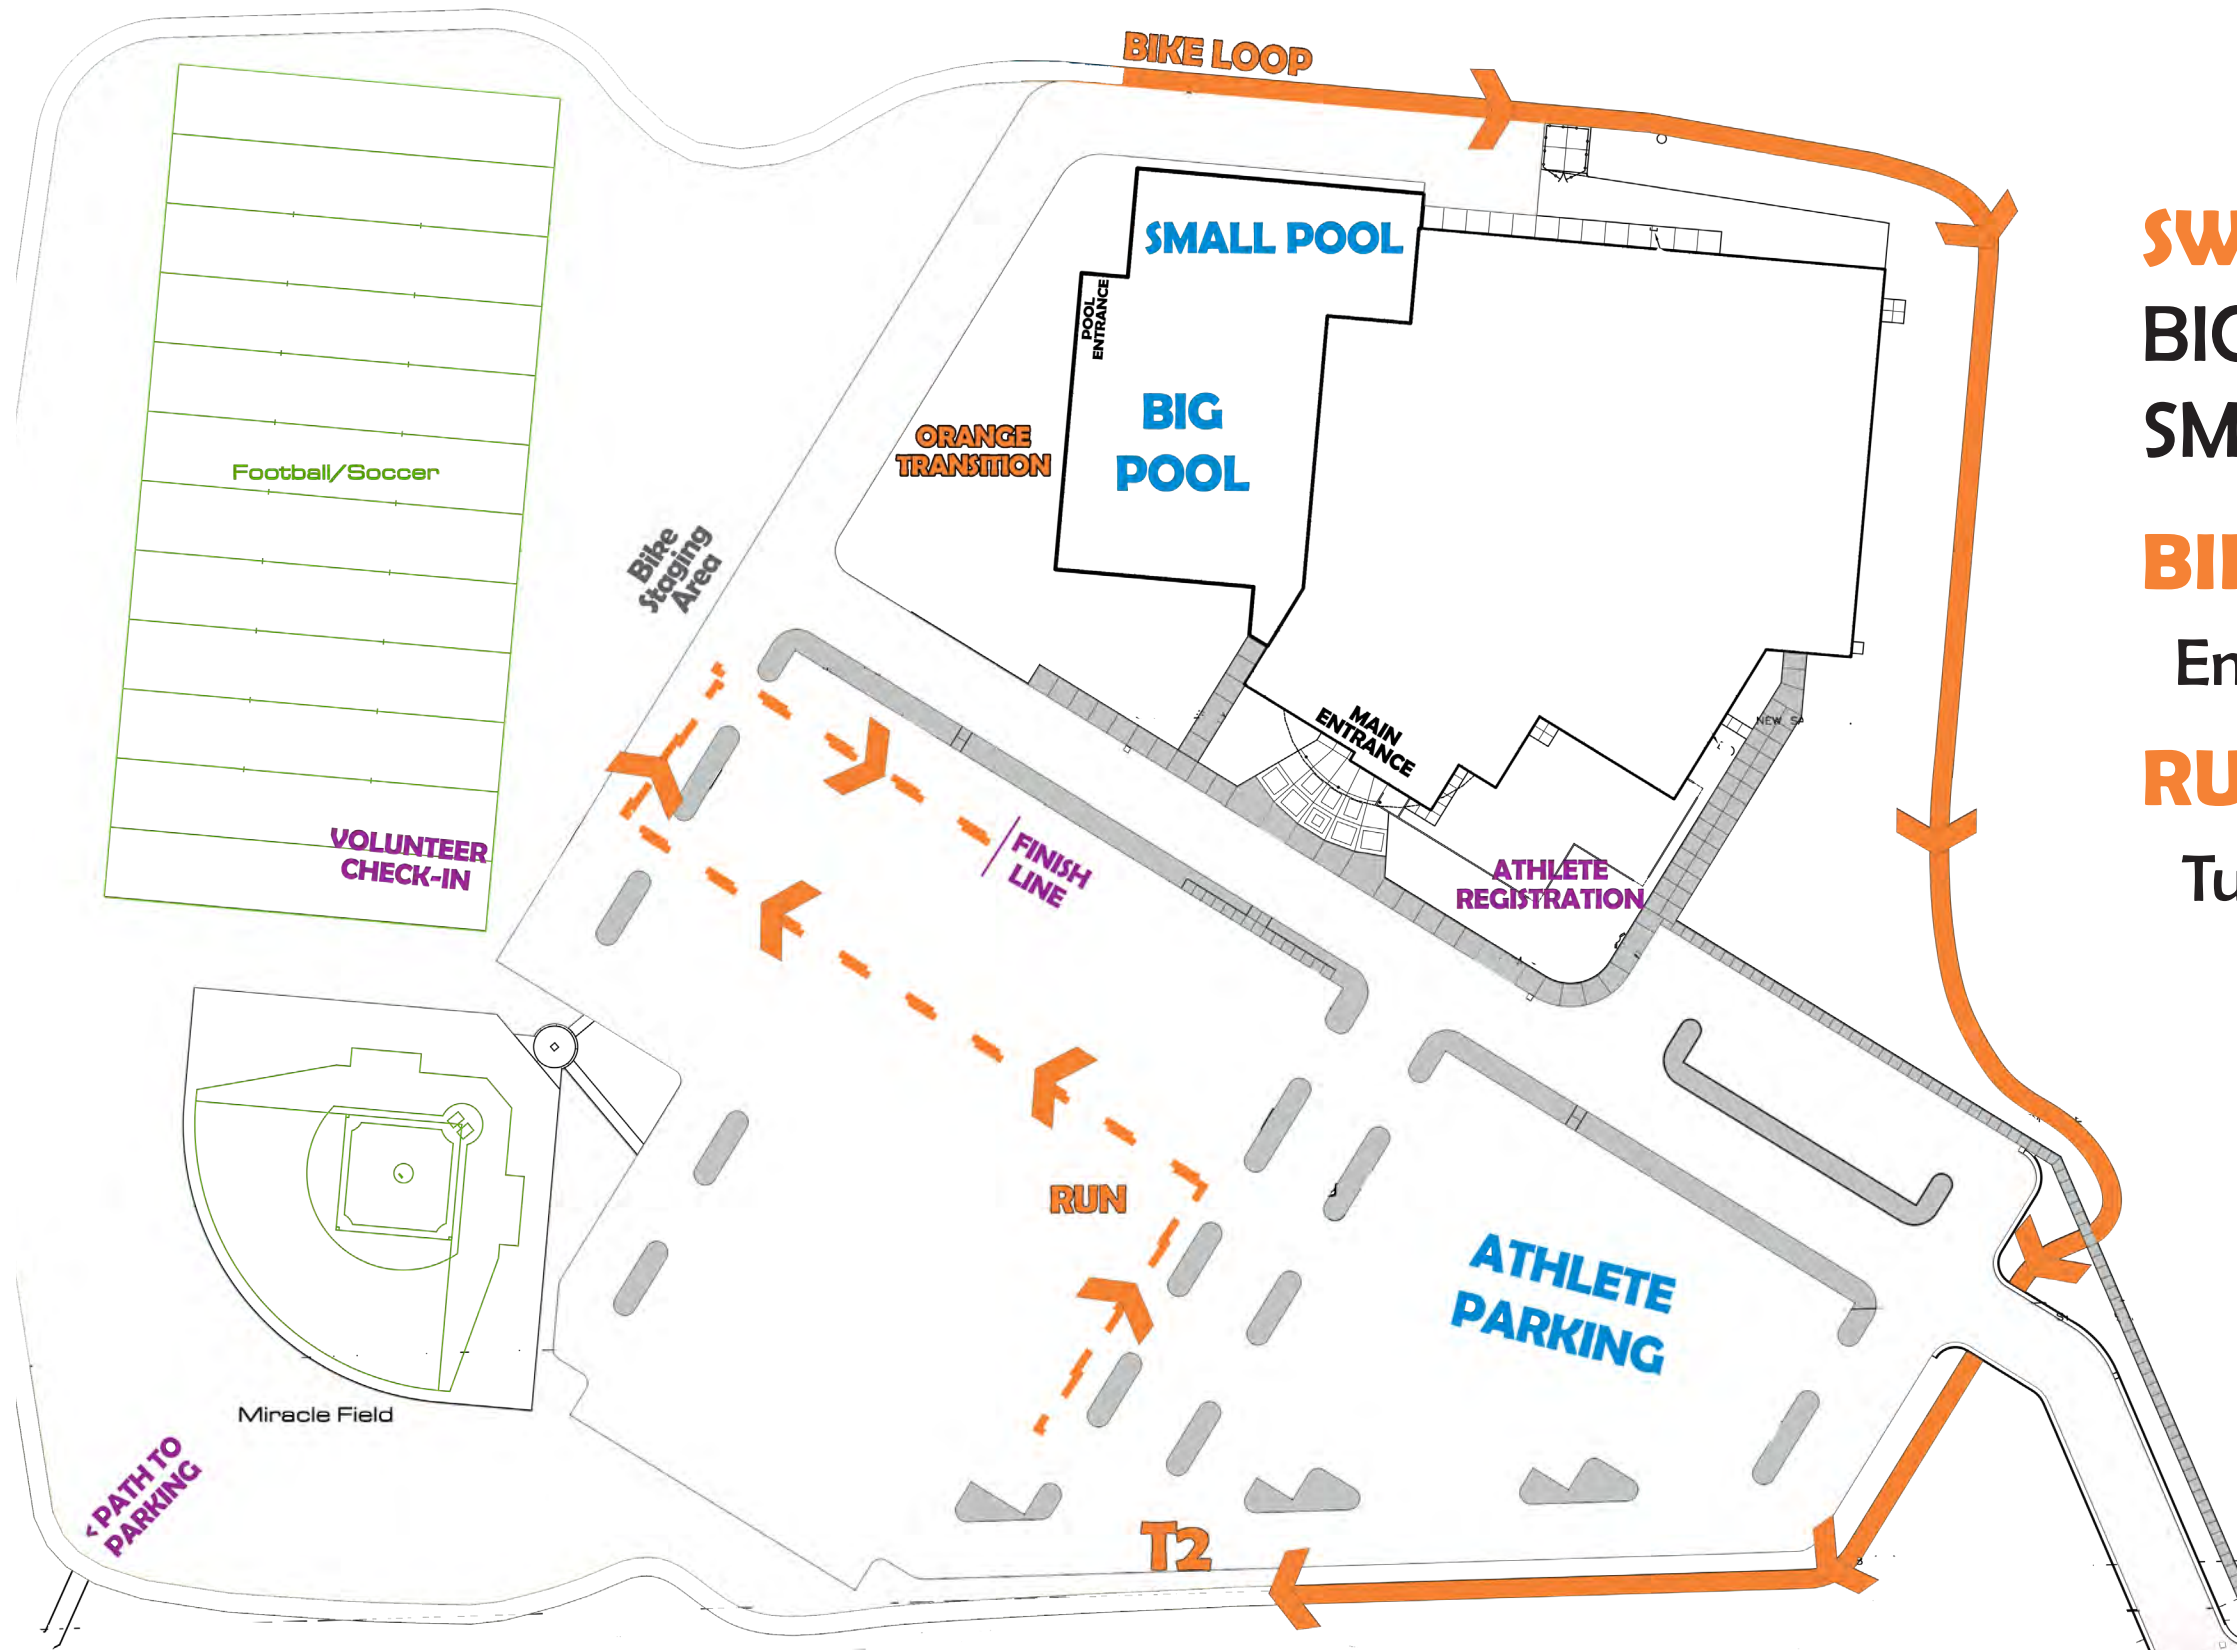 BIKE LOOP
SMALL POOL
POOL
ENTRANCE
BIG
POOL
ORANGE
TRANSITION
Football/Soccer
Bike
Staging
Area
MAIN
ENTRANCE
NEW SA
VOLUNTEER
CHECK-IN
FINISH
LINE
ATHLETE
REGISTRATION
RUN
ATHLETE
PARKING
Miracle Field
< PATH TO
PARKING
T2
SW
BIG
SM
BI
En
RU
Tu